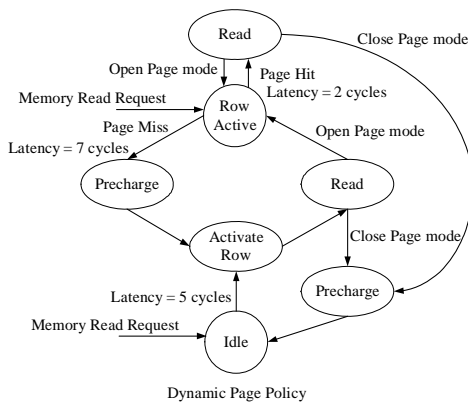 Read
Close Page mode
Open Page mode
Page Hit
Latency = 2 cycles
Memory Read Request
Row
Active
Page Miss
Open Page mode
Latency = 7 cycles
Precharge
Read
Activate
Row
Close Page mode
Latency = 5 cycles
Precharge
Memory Read Request
Idle
Dynamic Page Policy